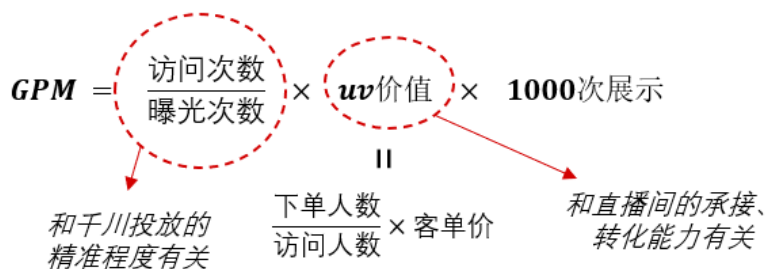 GPM = 访问次数/曝光次数 × uv价值 × 1000次展示
=
下单人数/访问人数 × 客单价
和千川投放的
精准程度有关
和直播间的承接、
转化能力有关